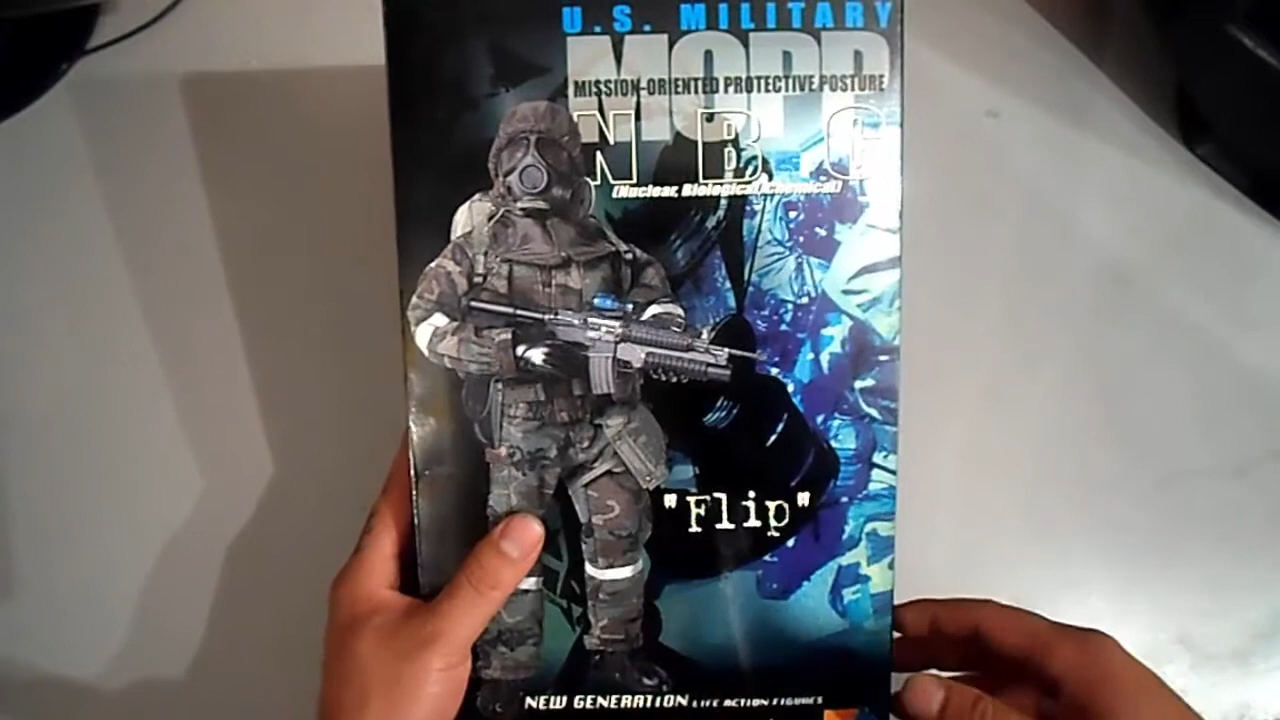 U.S. MILITARY
MOPP
MISSION-ORIENTED PROTECTIVE POSTURE
N B C
(Nuclear, Biological, Chemical)
"Flip"
NEW GENERATION LIFE ACTION FIGURES